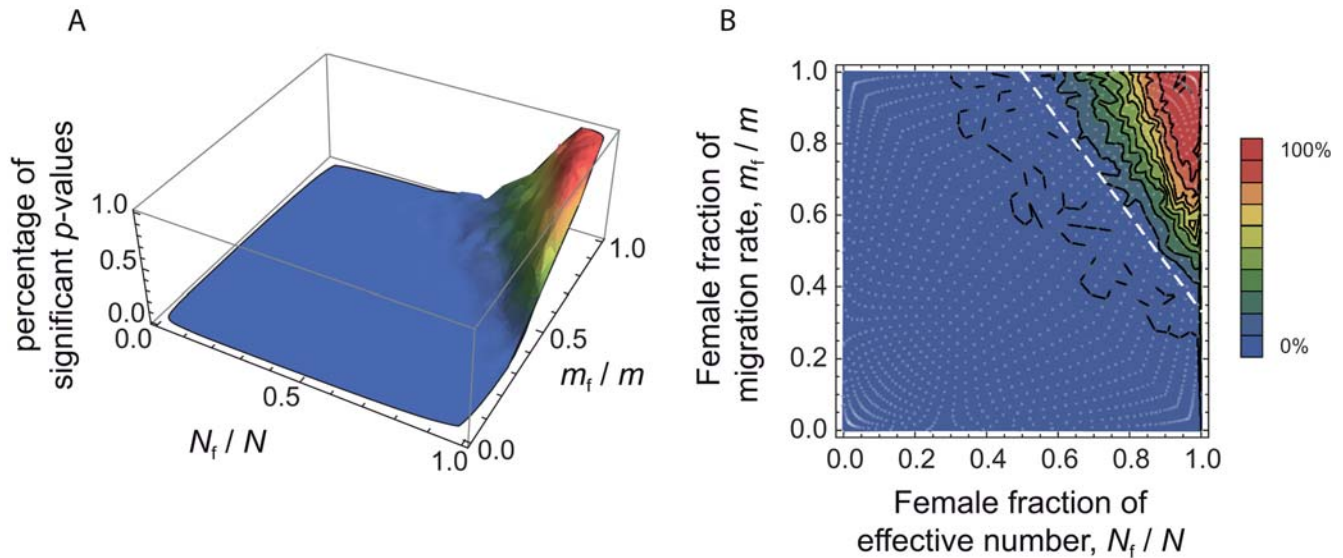 A
percentage of
significant p-values
1.0
0.5
0.0
0.0
0.5
1.0
N_f / N
0.0
0.5
1.0
m_f / m
B
Female fraction of
migration rate, m_f / m
1.0
0.8
0.6
0.4
0.2
0.0
0.0 0.2 0.4 0.6 0.8 1.0
Female fraction of
effective number, N_f / N
100%
0%